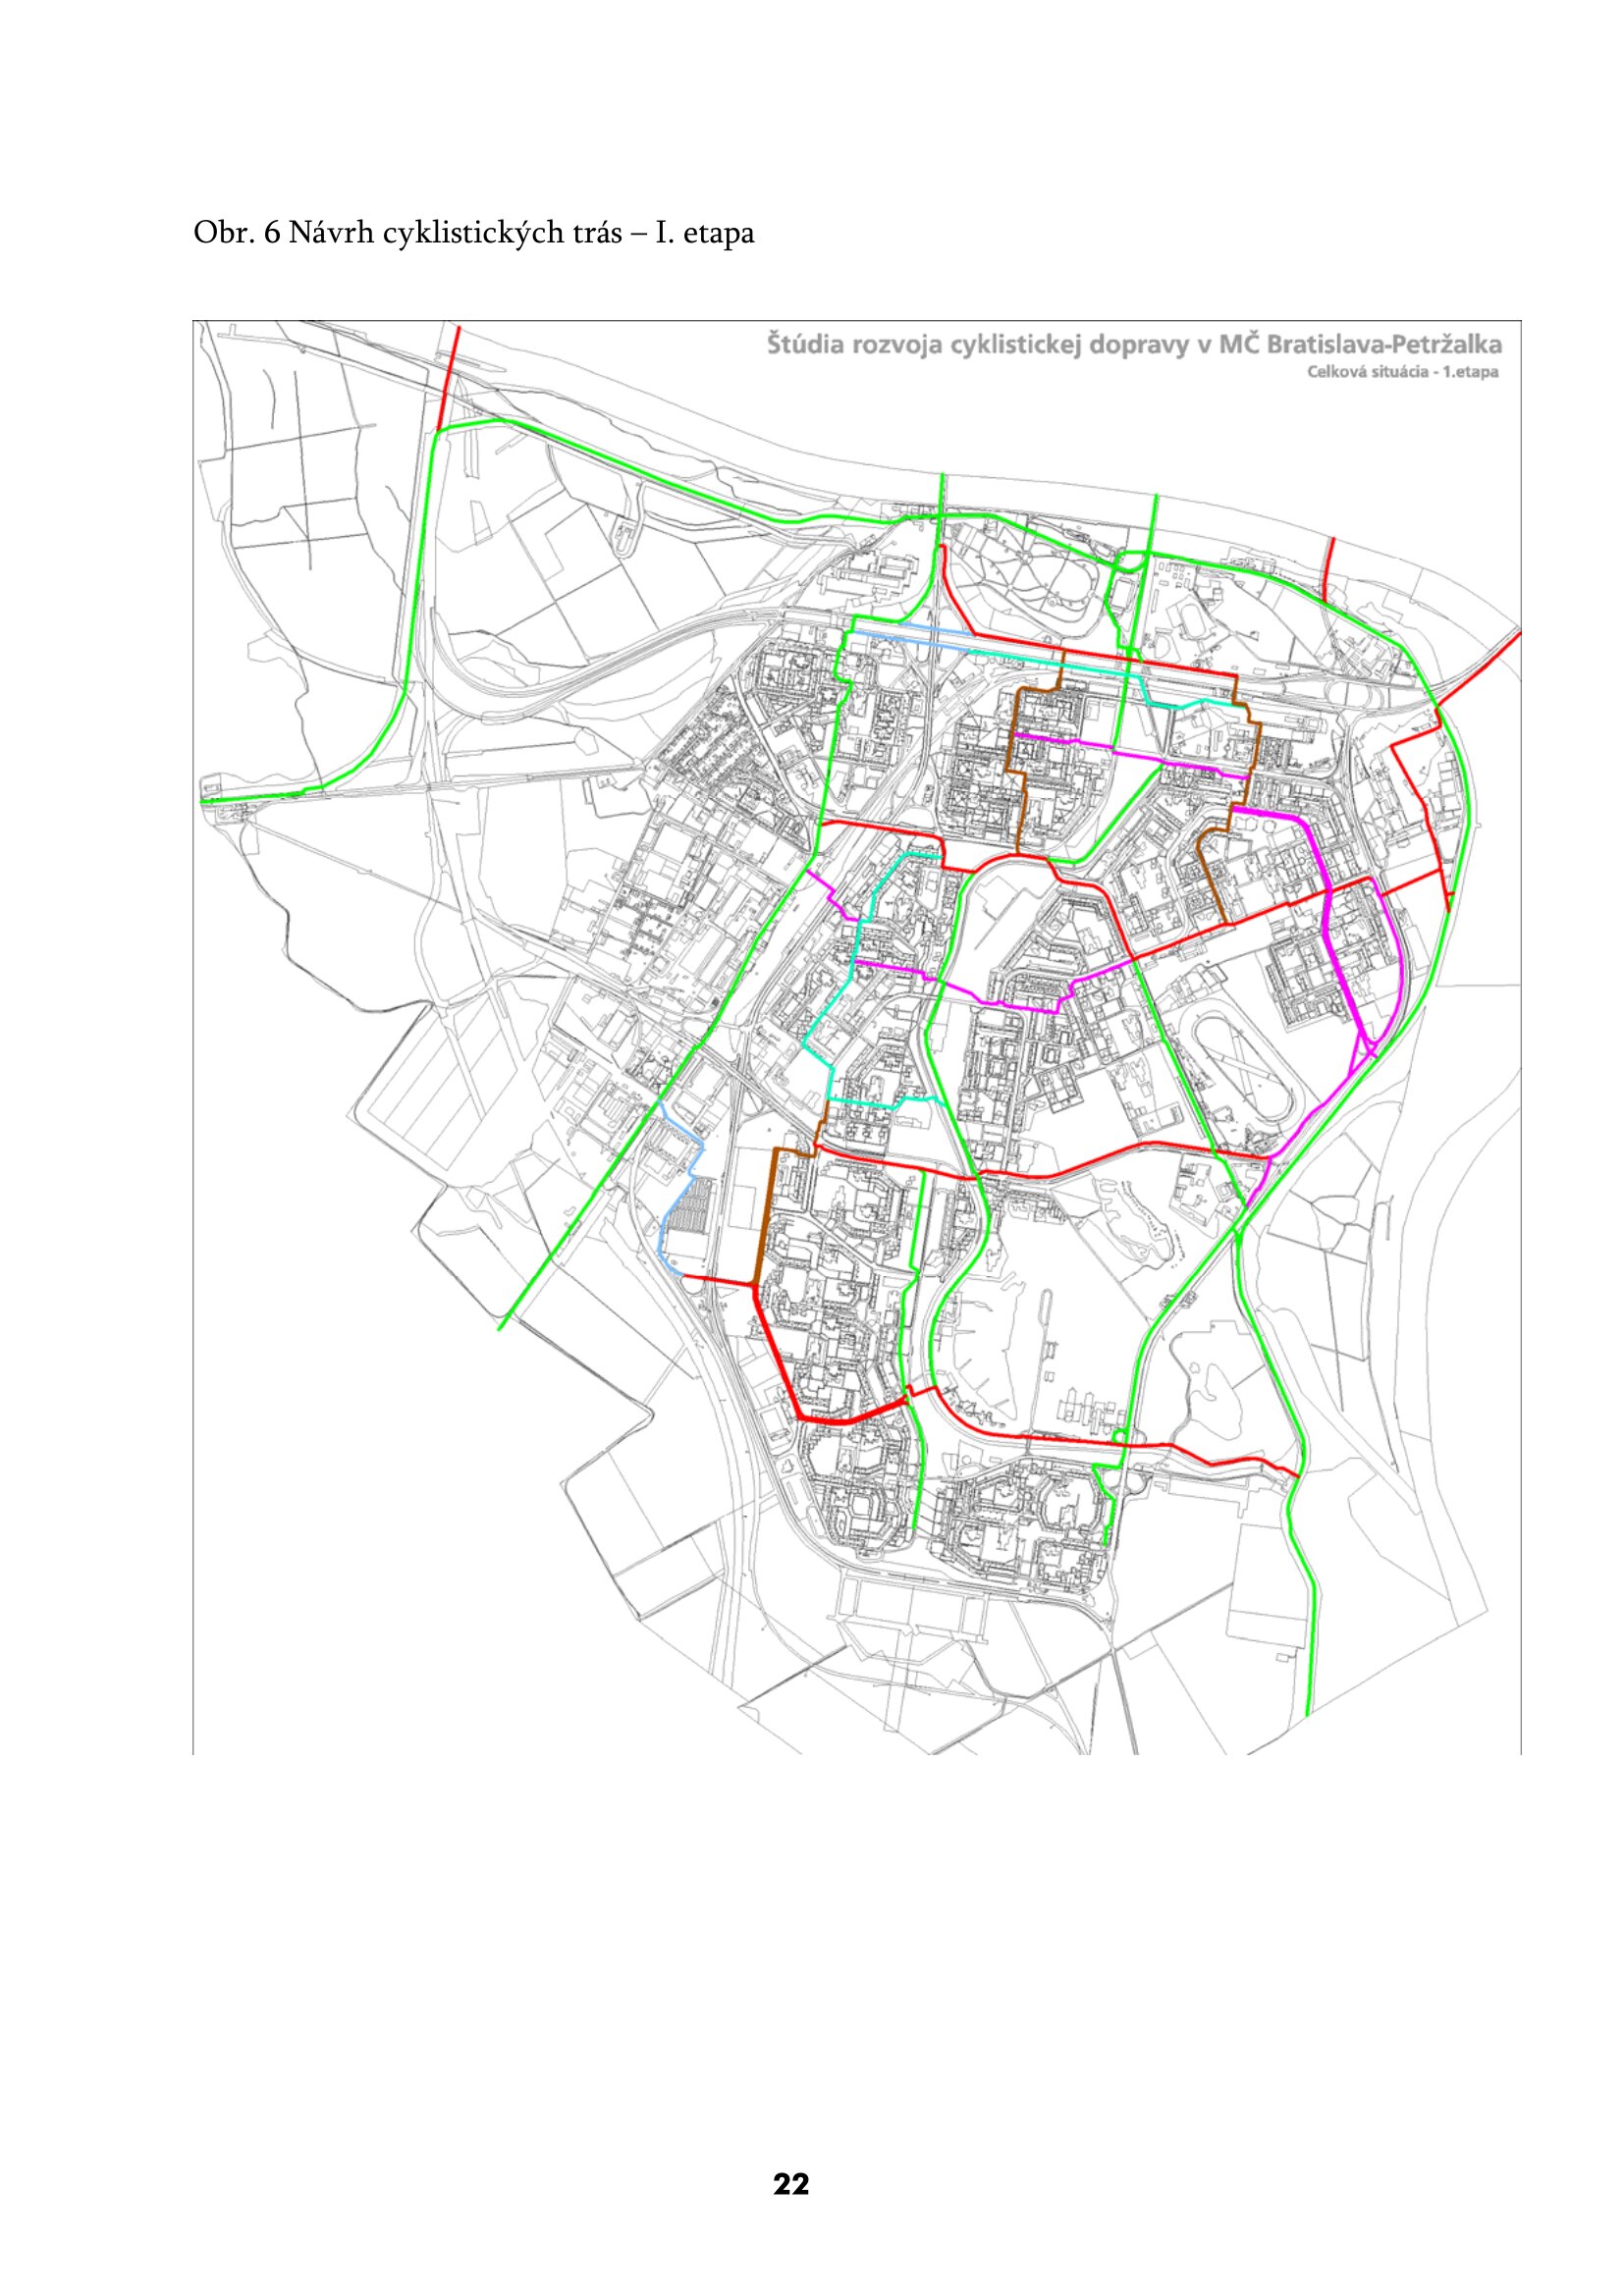 Obr. 6 Návrh cyklistických trás – I. etapa
Štúdia rozvoja cyklistickej dopravy v MČ Bratislava-Petržalka
Celková situácia - 1.etapa
22